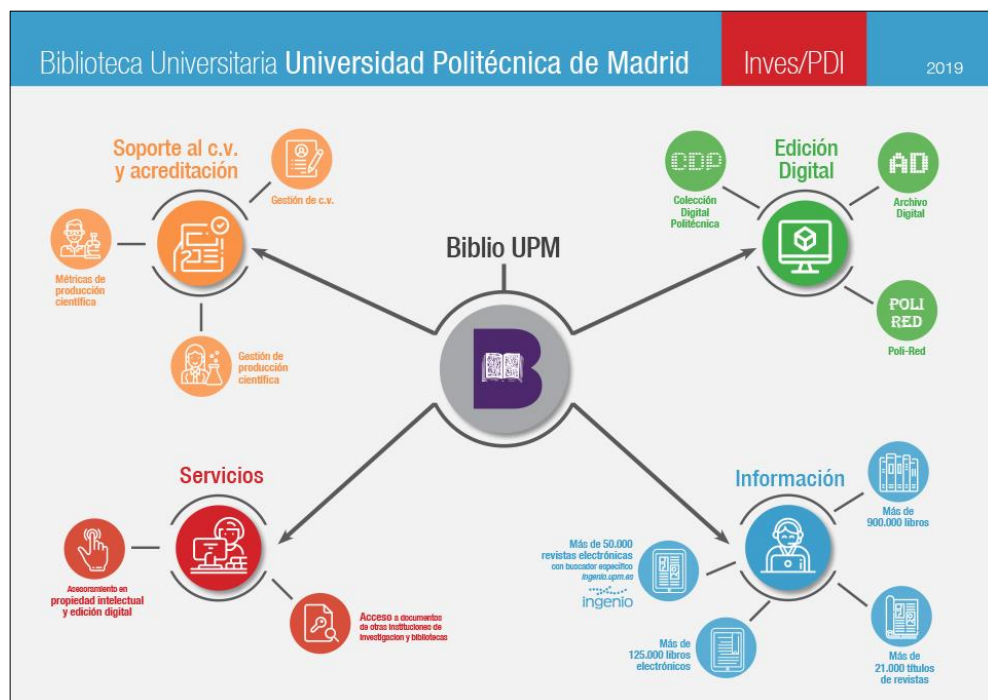 Biblioteca Universitaria Universidad Politécnica de Madrid
Inves/PDI
2019
Soporte al c.v.
y acreditación
Gestión de c.v.
Métricas de
producción
científica
Gestión de
producción
científica
Biblio UPM
B
Edición
Digital
CDP
Colección
Digital
Politécnica
AD
Archivo
Digital
POLI
RED
Poli-Red
Servicios
Asesoramiento en
propiedad intelectual
y edición digital
Acceso a documentos
de otras instituciones de
investigacion y bibliotecas
Información
Más de
900.000 libros
Más de 50.000
revistas electrónicas
con buscador específico
ingenio.upm.es
ingenio
Más de
125.000 libros
electrónicos
Más de
21.000 títulos
de revistas